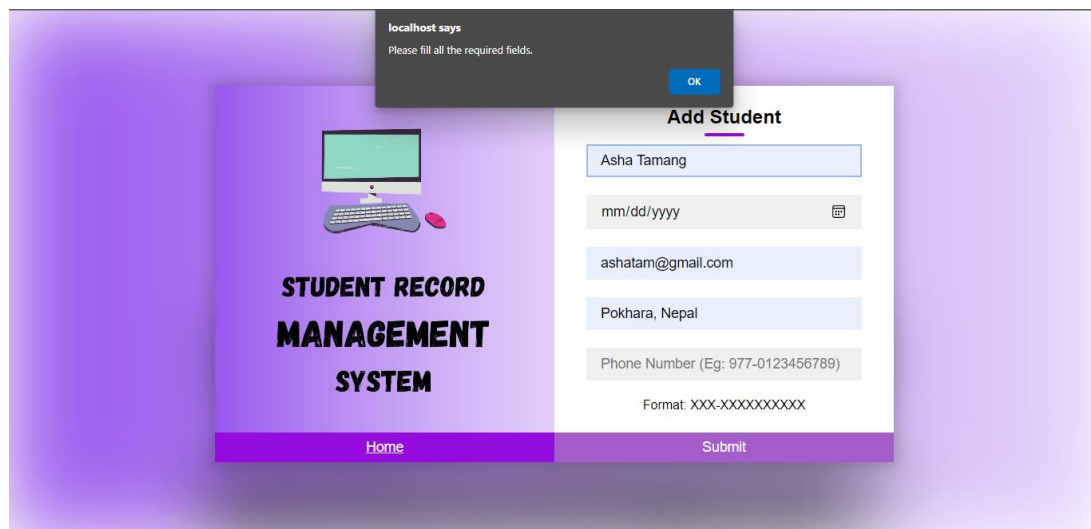 localhost says
Please fill all the required fields.
OK
STUDENT RECORD
MANAGEMENT
SYSTEM
Home
Add Student
Asha Tamang
mm/dd/yyyy
ashatam@gmail.com
Pokhara, Nepal
Phone Number (Eg: 977-0123456789)
Format: XXX-XXXXXXXXXX
Submit